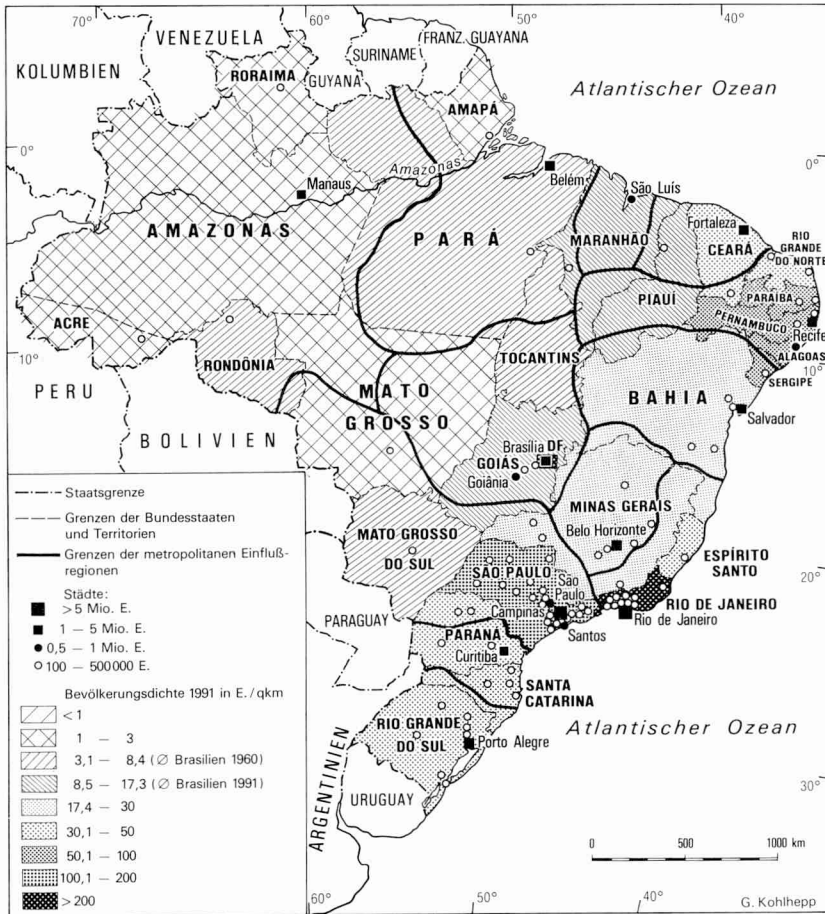 70°
60°
50°
40°
VENEZUELA
FRANZ. GUAYANA
SURINAME
KOLUMBIEN
GUYANA
RORAIMA
AMAPÁ
Atlantischer Ozean
0°
0°
Amazonas
Manaus
Belém
São Luís
AMAZONAS
PARÁ
MARANHÃO
Fortaleza
CEARÁ
RIO GRANDE
DO NORTE
PIAUÍ
PARAÍBA
PERNAMBUCO
Recife
ACRE
ALAGOAS
10°
10°
RONDÔNIA
TOCANTINS
SERGIPE
PERU
MATO
GROSSO
BAHIA
BOLIVIEN
Salvador
Brasília DF
GOIÁS
Goiânia
MINAS GERAIS
Belo Horizonte
MATO GROSSO
DO SUL
ESPÍRITO
SANTO
20°
SÃO PAULO
São
Paulo
Campinas
RIO DE JANEIRO
Rio de Janeiro
Santos
PARAGUAY
PARANÁ
Curitiba
SANTA
CATARINA
RIO GRANDE
DO SUL
Porto Alegre
Atlantischer Ozean
ARGENTINIEN
URUGUAY
30°
Staatsgrenze
Grenzen der Bundesstaaten
und Territorien
Grenzen der metropolitanen Einfluß-
regionen
Städte:
>5 Mio. E.
1 – 5 Mio. E.
0,5 – 1 Mio. E.
100 – 500000 E.
Bevölkerungsdichte 1991 in E./qkm
<1
1 – 3
3,1 – 8,4 (∅ Brasilien 1960)
8,5 – 17,3 (∅ Brasilien 1991)
17,4 – 30
30,1 – 50
50,1 – 100
100,1 – 200
>200
0 500 1000 km
60°
50°
40°
G. Kohlhepp